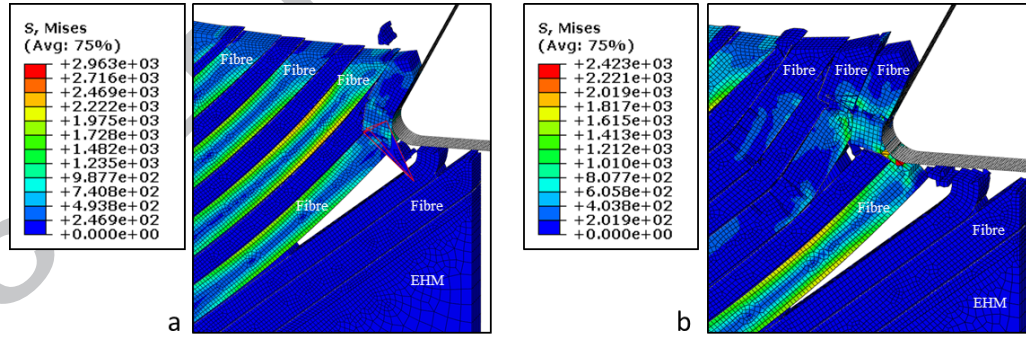 S, Mises
(Avg: 75%)
+2.963e+03
+2.716e+03
+2.469e+03
+2.222e+03
+1.975e+03
+1.728e+03
+1.482e+03
+1.235e+03
+9.877e+02
+7.408e+02
+4.938e+02
+2.469e+02
+0.000e+00
Fibre
Fibre
Fibre
Fibre
Fibre
EHM
a
S, Mises
(Avg: 75%)
+2.423e+03
+2.221e+03
+2.019e+03
+1.817e+03
+1.615e+03
+1.413e+03
+1.212e+03
+1.010e+03
+8.077e+02
+6.058e+02
+4.038e+02
+2.019e+02
+0.000e+00
Fibre
Fibre
Fibre
Fibre
Fibre
EHM
b